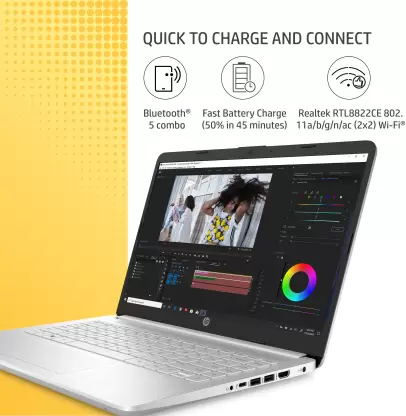 QUICK TO CHARGE AND CONNECT
Bluetooth®
5 combo
Fast Battery Charge
(50% in 45 minutes)
Realtek RTL8822CE 802.
11a/b/g/n/ac (2x2) Wi-Fi®
hp